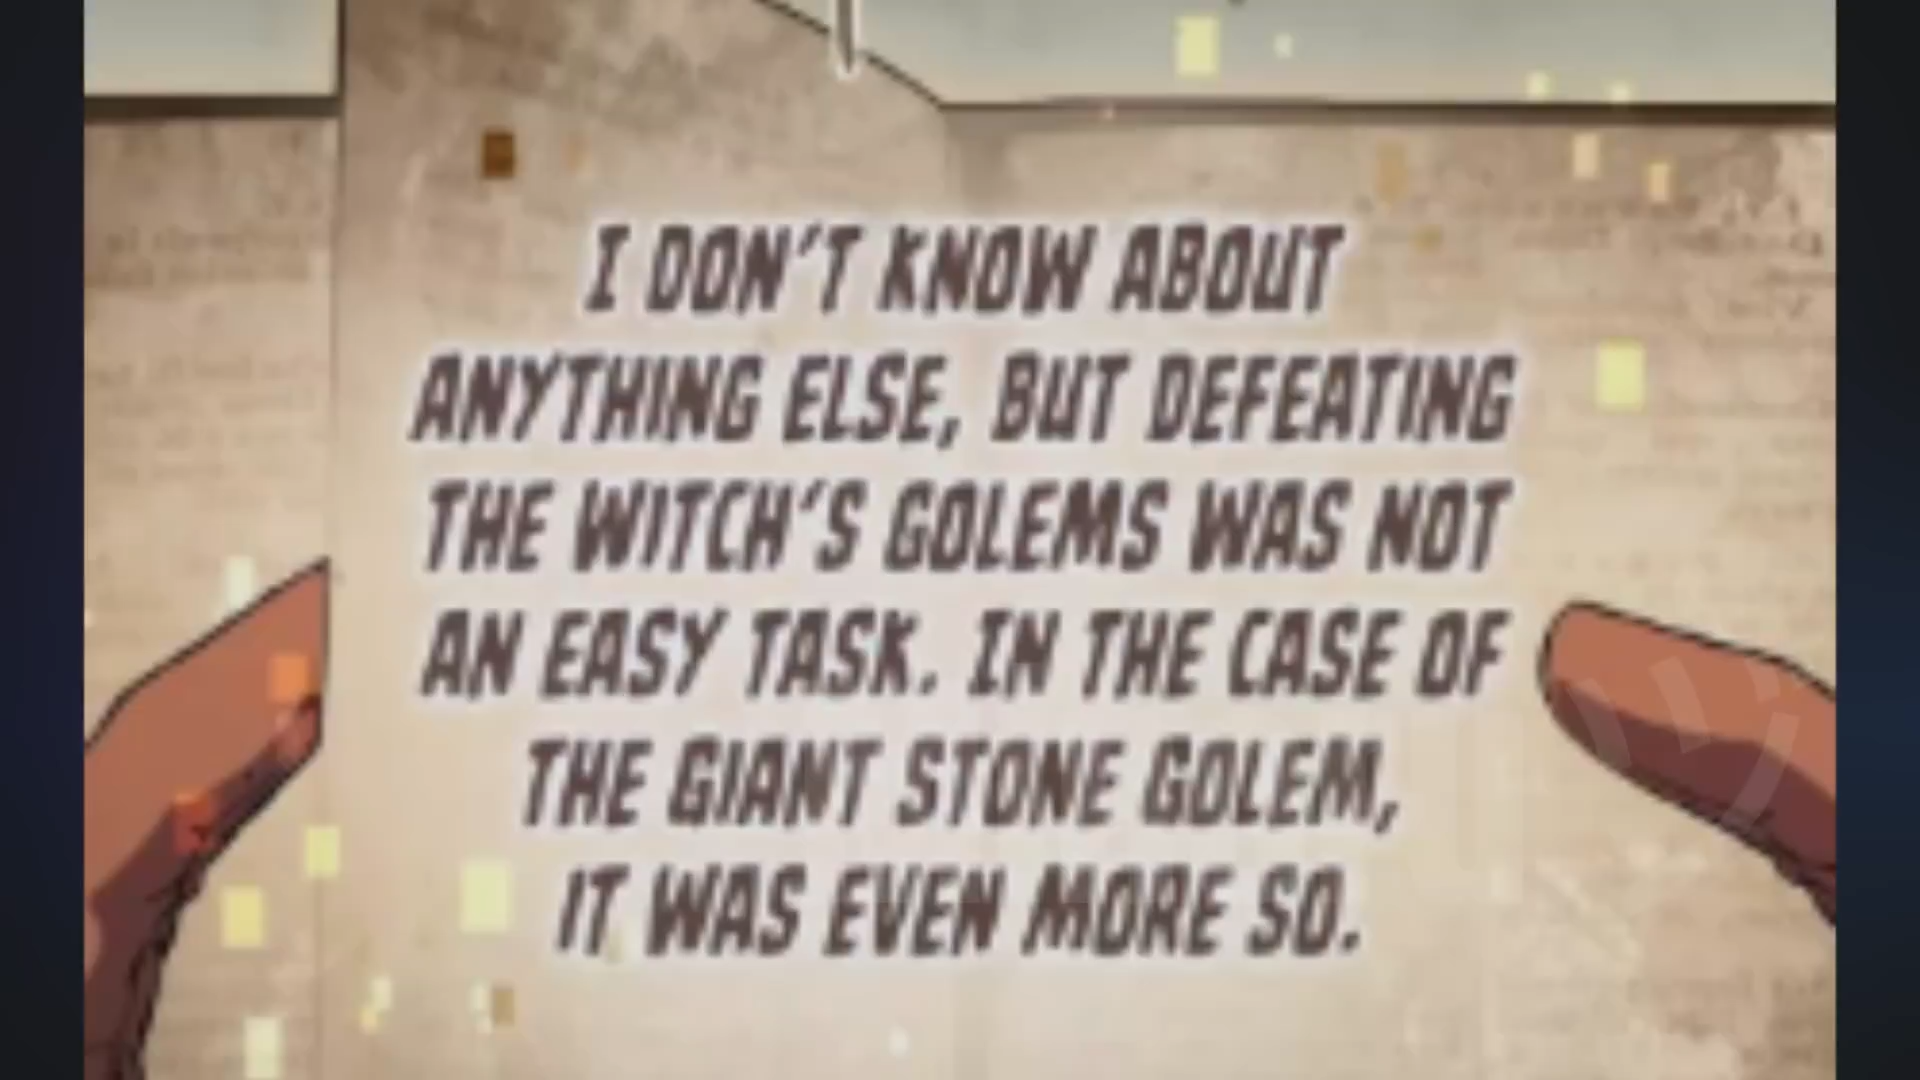 I DON'T KNOW ABOUT
ANYTHING ELSE, BUT DEFEATING
THE WITCH'S GOLEMS WAS NOT
AN EASY TASK. IN THE CASE OF
THE GIANT STONE GOLEM,
IT WAS EVEN MORE SO.